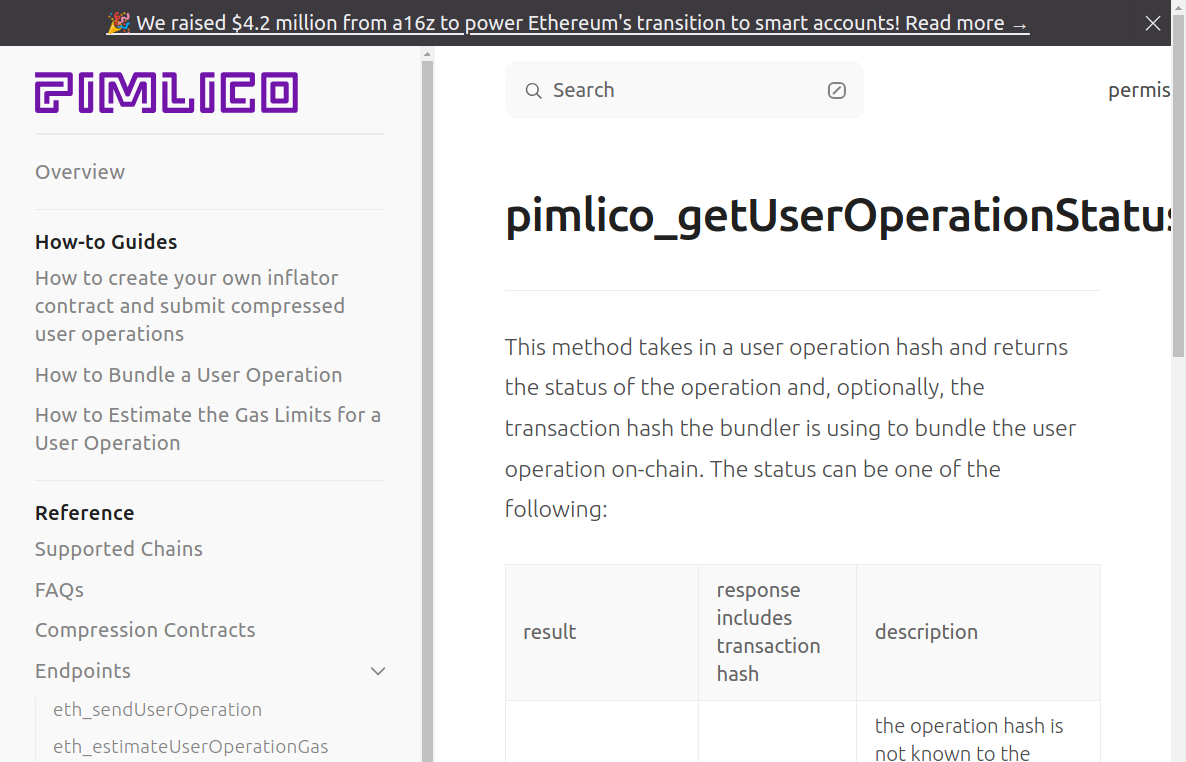 🎉 We raised $4.2 million from a16z to power Ethereum's transition to smart accounts! Read more →
PIMLICO
Search
permis
Overview
pimlico_getUserOperationStatus
How-to Guides
How to create your own inflator
contract and submit compressed
user operations
How to Bundle a User Operation
How to Estimate the Gas Limits for a
User Operation
Reference
Supported Chains
FAQs
Compression Contracts
Endpoints
eth_sendUserOperation
eth_estimateUserOperationGas
This method takes in a user operation hash and returns
the status of the operation and, optionally, the
transaction hash the bundler is using to bundle the user
operation on-chain. The status can be one of the
following:
result
response
includes
transaction
hash
description
the operation hash is
not known to the